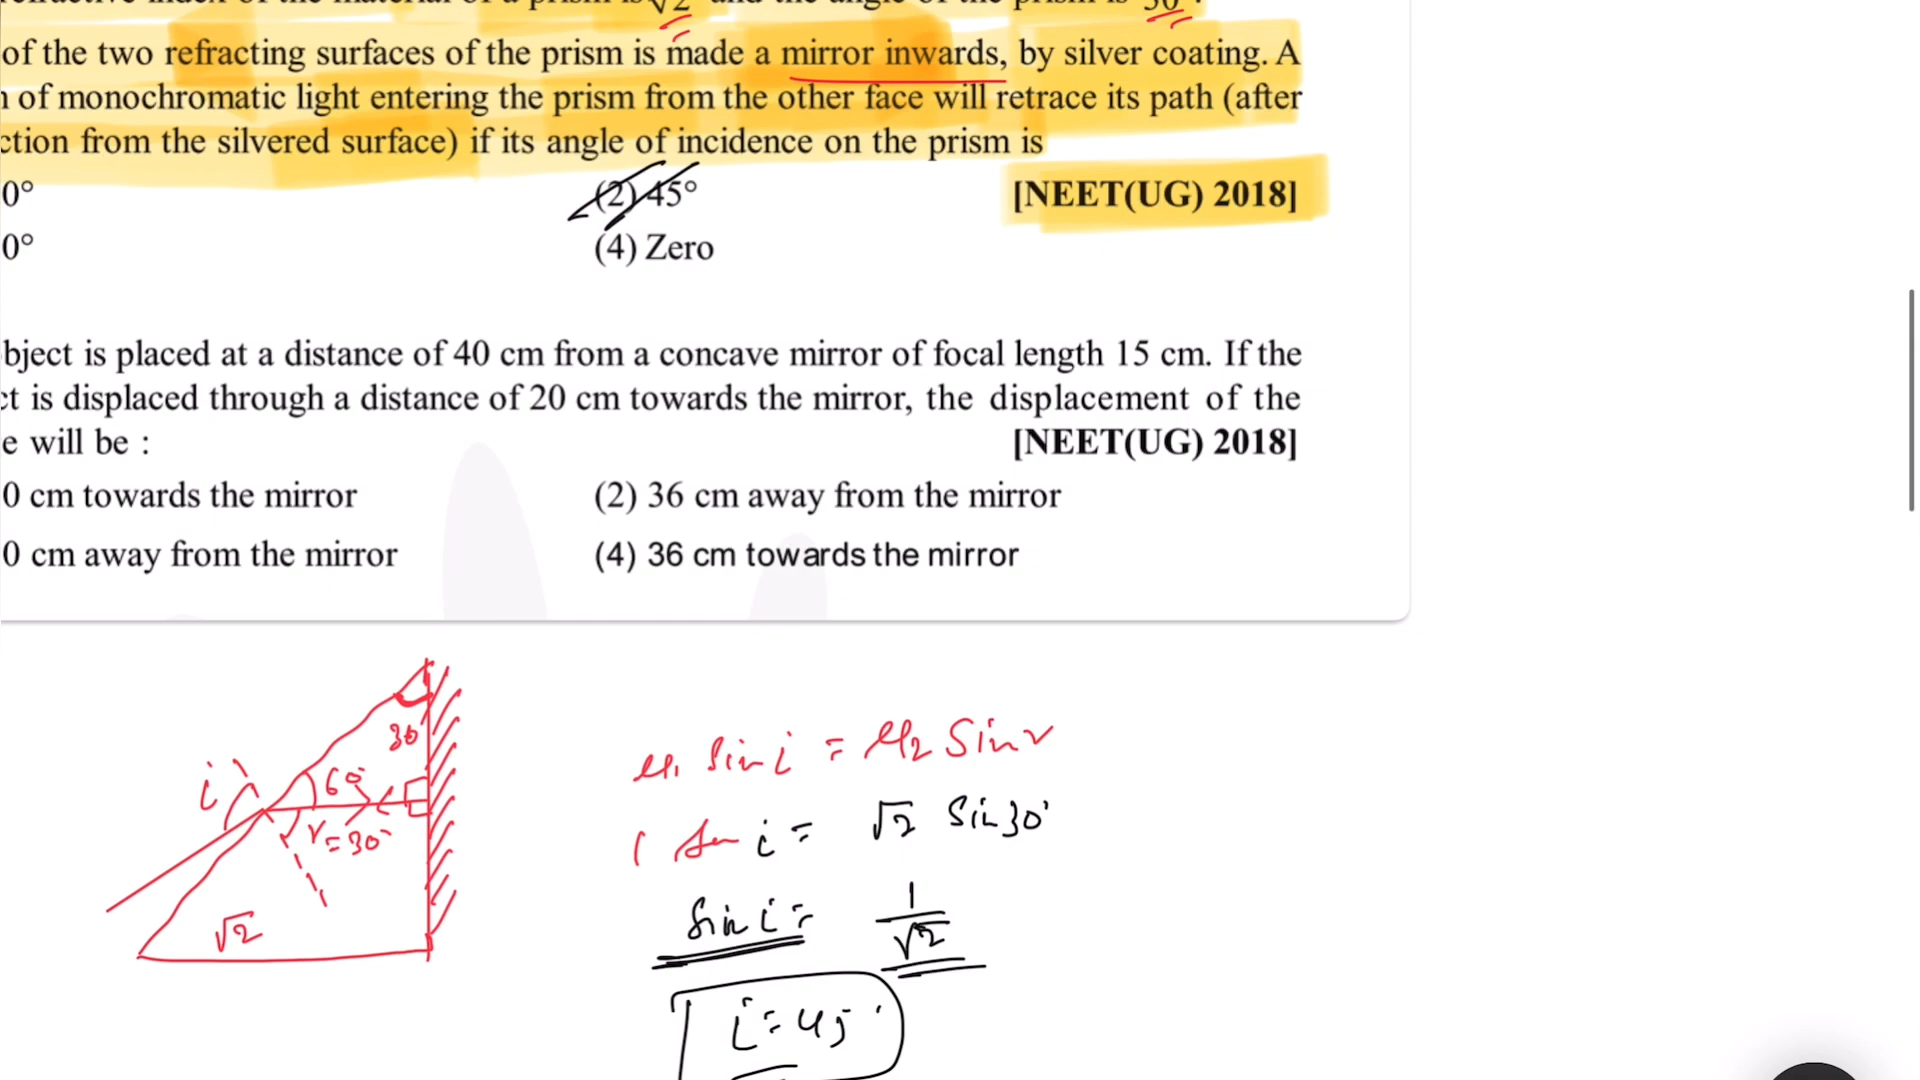 of the two refracting surfaces of the prism is made a mirror inwards, by silver coating. A
of monochromatic light entering the prism from the other face will retrace its path (after
ction from the silvered surface) if its angle of incidence on the prism is
0°
(2) 45°
[NEET(UG) 2018]
0°
(4) Zero
bject is placed at a distance of 40 cm from a concave mirror of focal length 15 cm. If the
ct is displaced through a distance of 20 cm towards the mirror, the displacement of the
e will be :
[NEET(UG) 2018]
0 cm towards the mirror
(2) 36 cm away from the mirror
0 cm away from the mirror
(4) 36 cm towards the mirror
30
i
60°
r=30°
√2
μ₁ Sin i = μ₂ Sin r
1 Sin i = √2 Sin 30°
Sin i = 1/√2
i = 45°